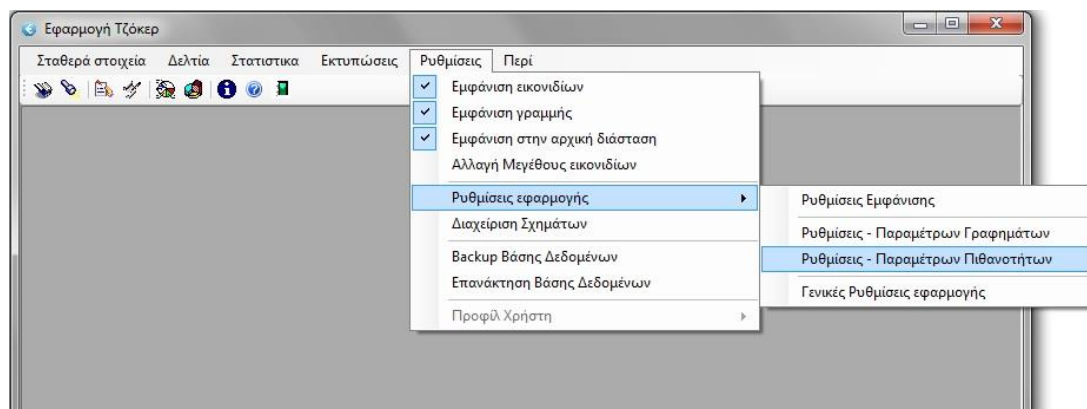 Εφαρμογή Τζόκερ
Σταθερά στοιχεία Δελτία Στατιστικα Εκτυπώσεις Ρυθμίσεις Περί
Εμφάνιση εικονιδίων
Εμφάνιση γραμμής
Εμφάνιση στην αρχική διάσταση
Αλλαγή Μεγέθους εικονιδίων
Ρυθμίσεις εφαρμογής
Διαχείριση Σχημάτων
Backup Βάσης Δεδομένων
Επανάκτηση Βάσης Δεδομένων
Προφίλ Χρήστη
Ρυθμίσεις Εμφάνισης
Ρυθμίσεις - Παραμέτρων Γραφημάτων
Ρυθμίσεις - Παραμέτρων Πιθανοτήτων
Γενικές Ρυθμίσεις εφαρμογής